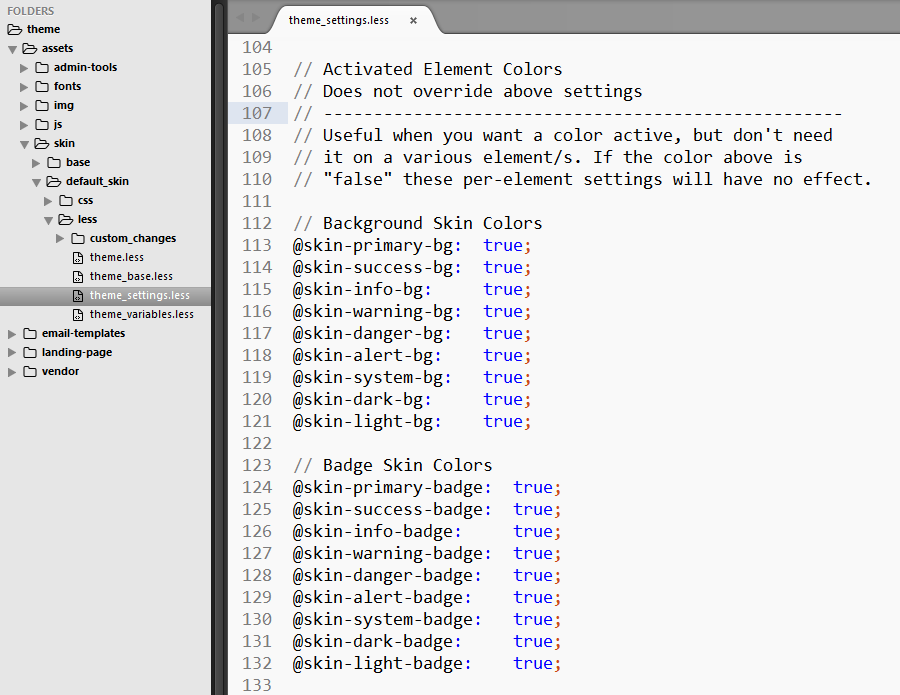 FOLDERS
theme
assets
admin-tools
fonts
img
js
skin
base
default_skin
css
less
custom_changes
theme.less
theme_base.less
theme_settings.less
theme_variables.less
email-templates
landing-page
vendor
theme_settings.less ×
104
105 // Activated Element Colors
106 // Does not override above settings
107 // ----------------------------------------------------
108 // Useful when you want a color active, but don't need
109 // it on a various element/s. If the color above is
110 // "false" these per-element settings will have no effect.
111
112 // Background Skin Colors
113 @skin-primary-bg:  true;
114 @skin-success-bg:  true;
115 @skin-info-bg:     true;
116 @skin-warning-bg:  true;
117 @skin-danger-bg:   true;
118 @skin-alert-bg:    true;
119 @skin-system-bg:   true;
120 @skin-dark-bg:     true;
121 @skin-light-bg:    true;
122
123 // Badge Skin Colors
124 @skin-primary-badge:  true;
125 @skin-success-badge:  true;
126 @skin-info-badge:     true;
127 @skin-warning-badge:  true;
128 @skin-danger-badge:   true;
129 @skin-alert-badge:    true;
130 @skin-system-badge:   true;
131 @skin-dark-badge:     true;
132 @skin-light-badge:    true;
133